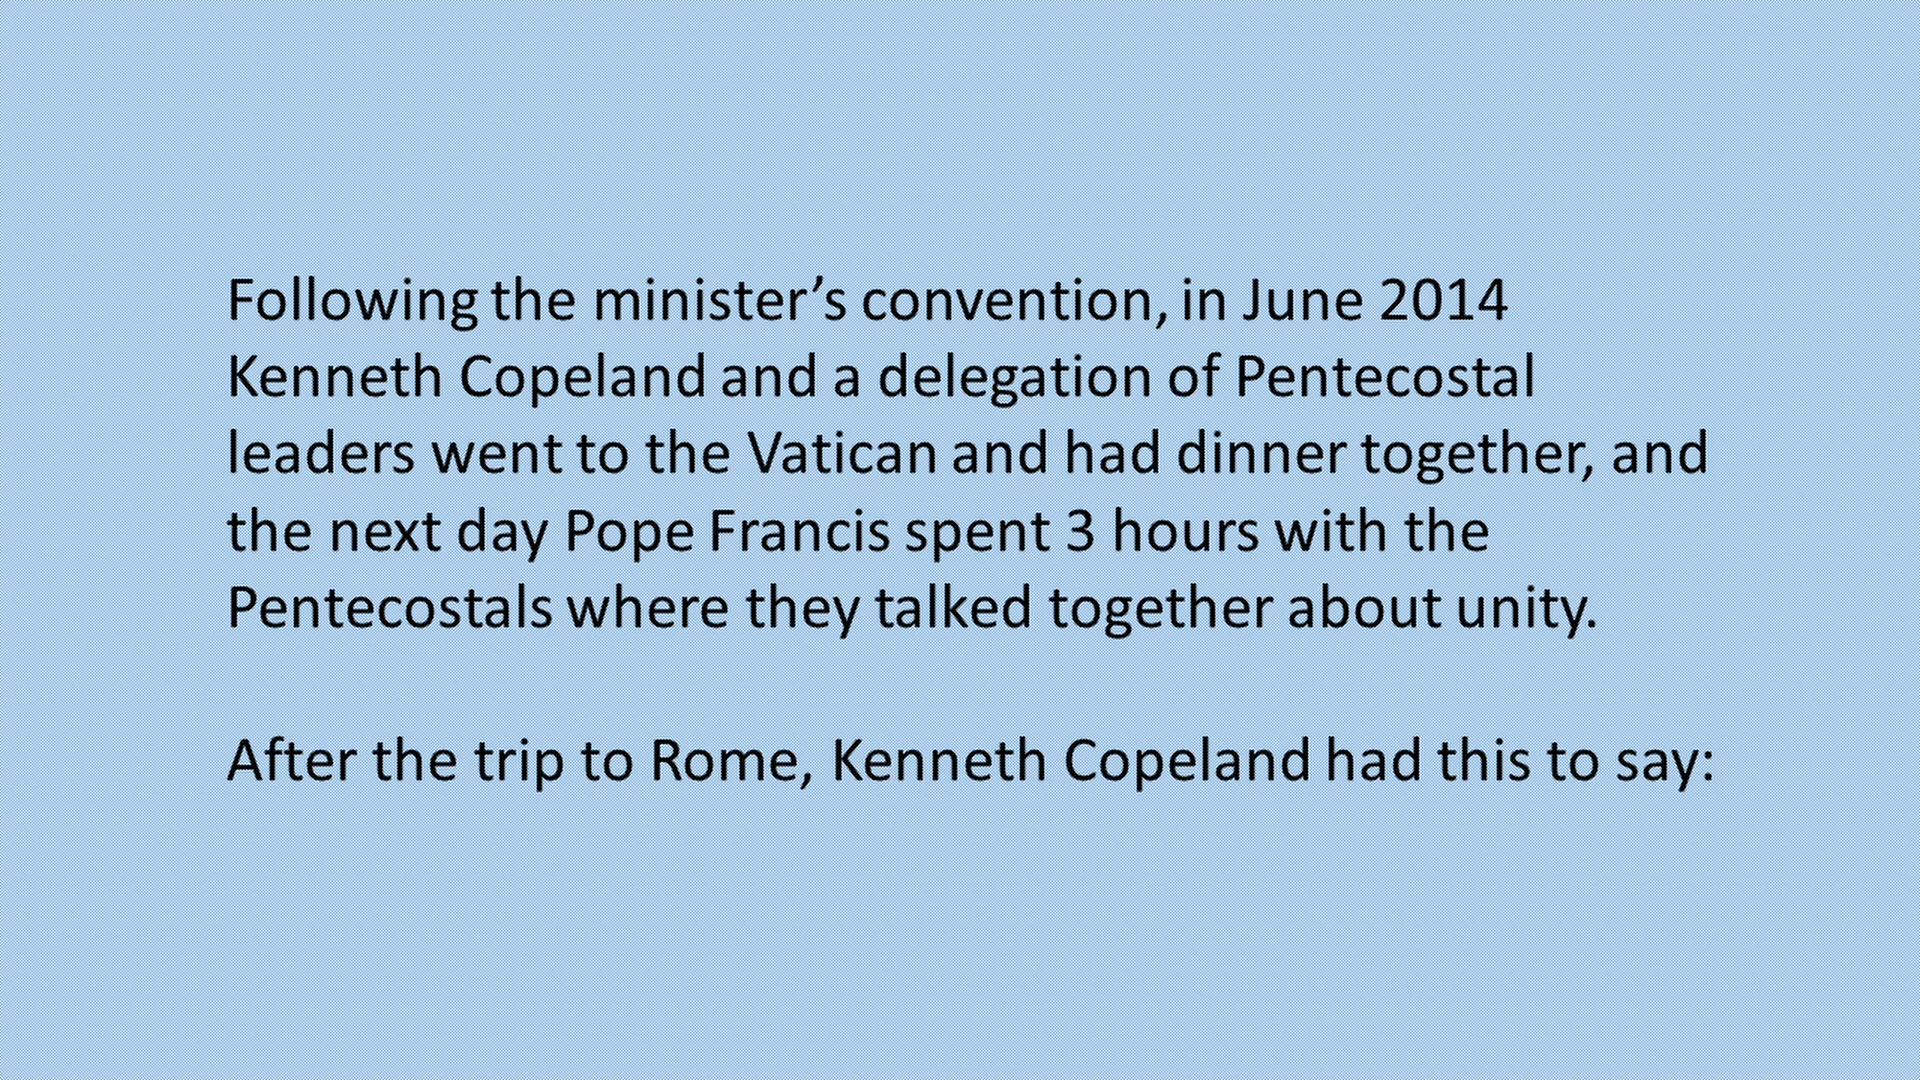 Following the minister’s convention, in June 2014
Kenneth Copeland and a delegation of Pentecostal
leaders went to the Vatican and had dinner together, and
the next day Pope Francis spent 3 hours with the
Pentecostals where they talked together about unity.
After the trip to Rome, Kenneth Copeland had this to say: